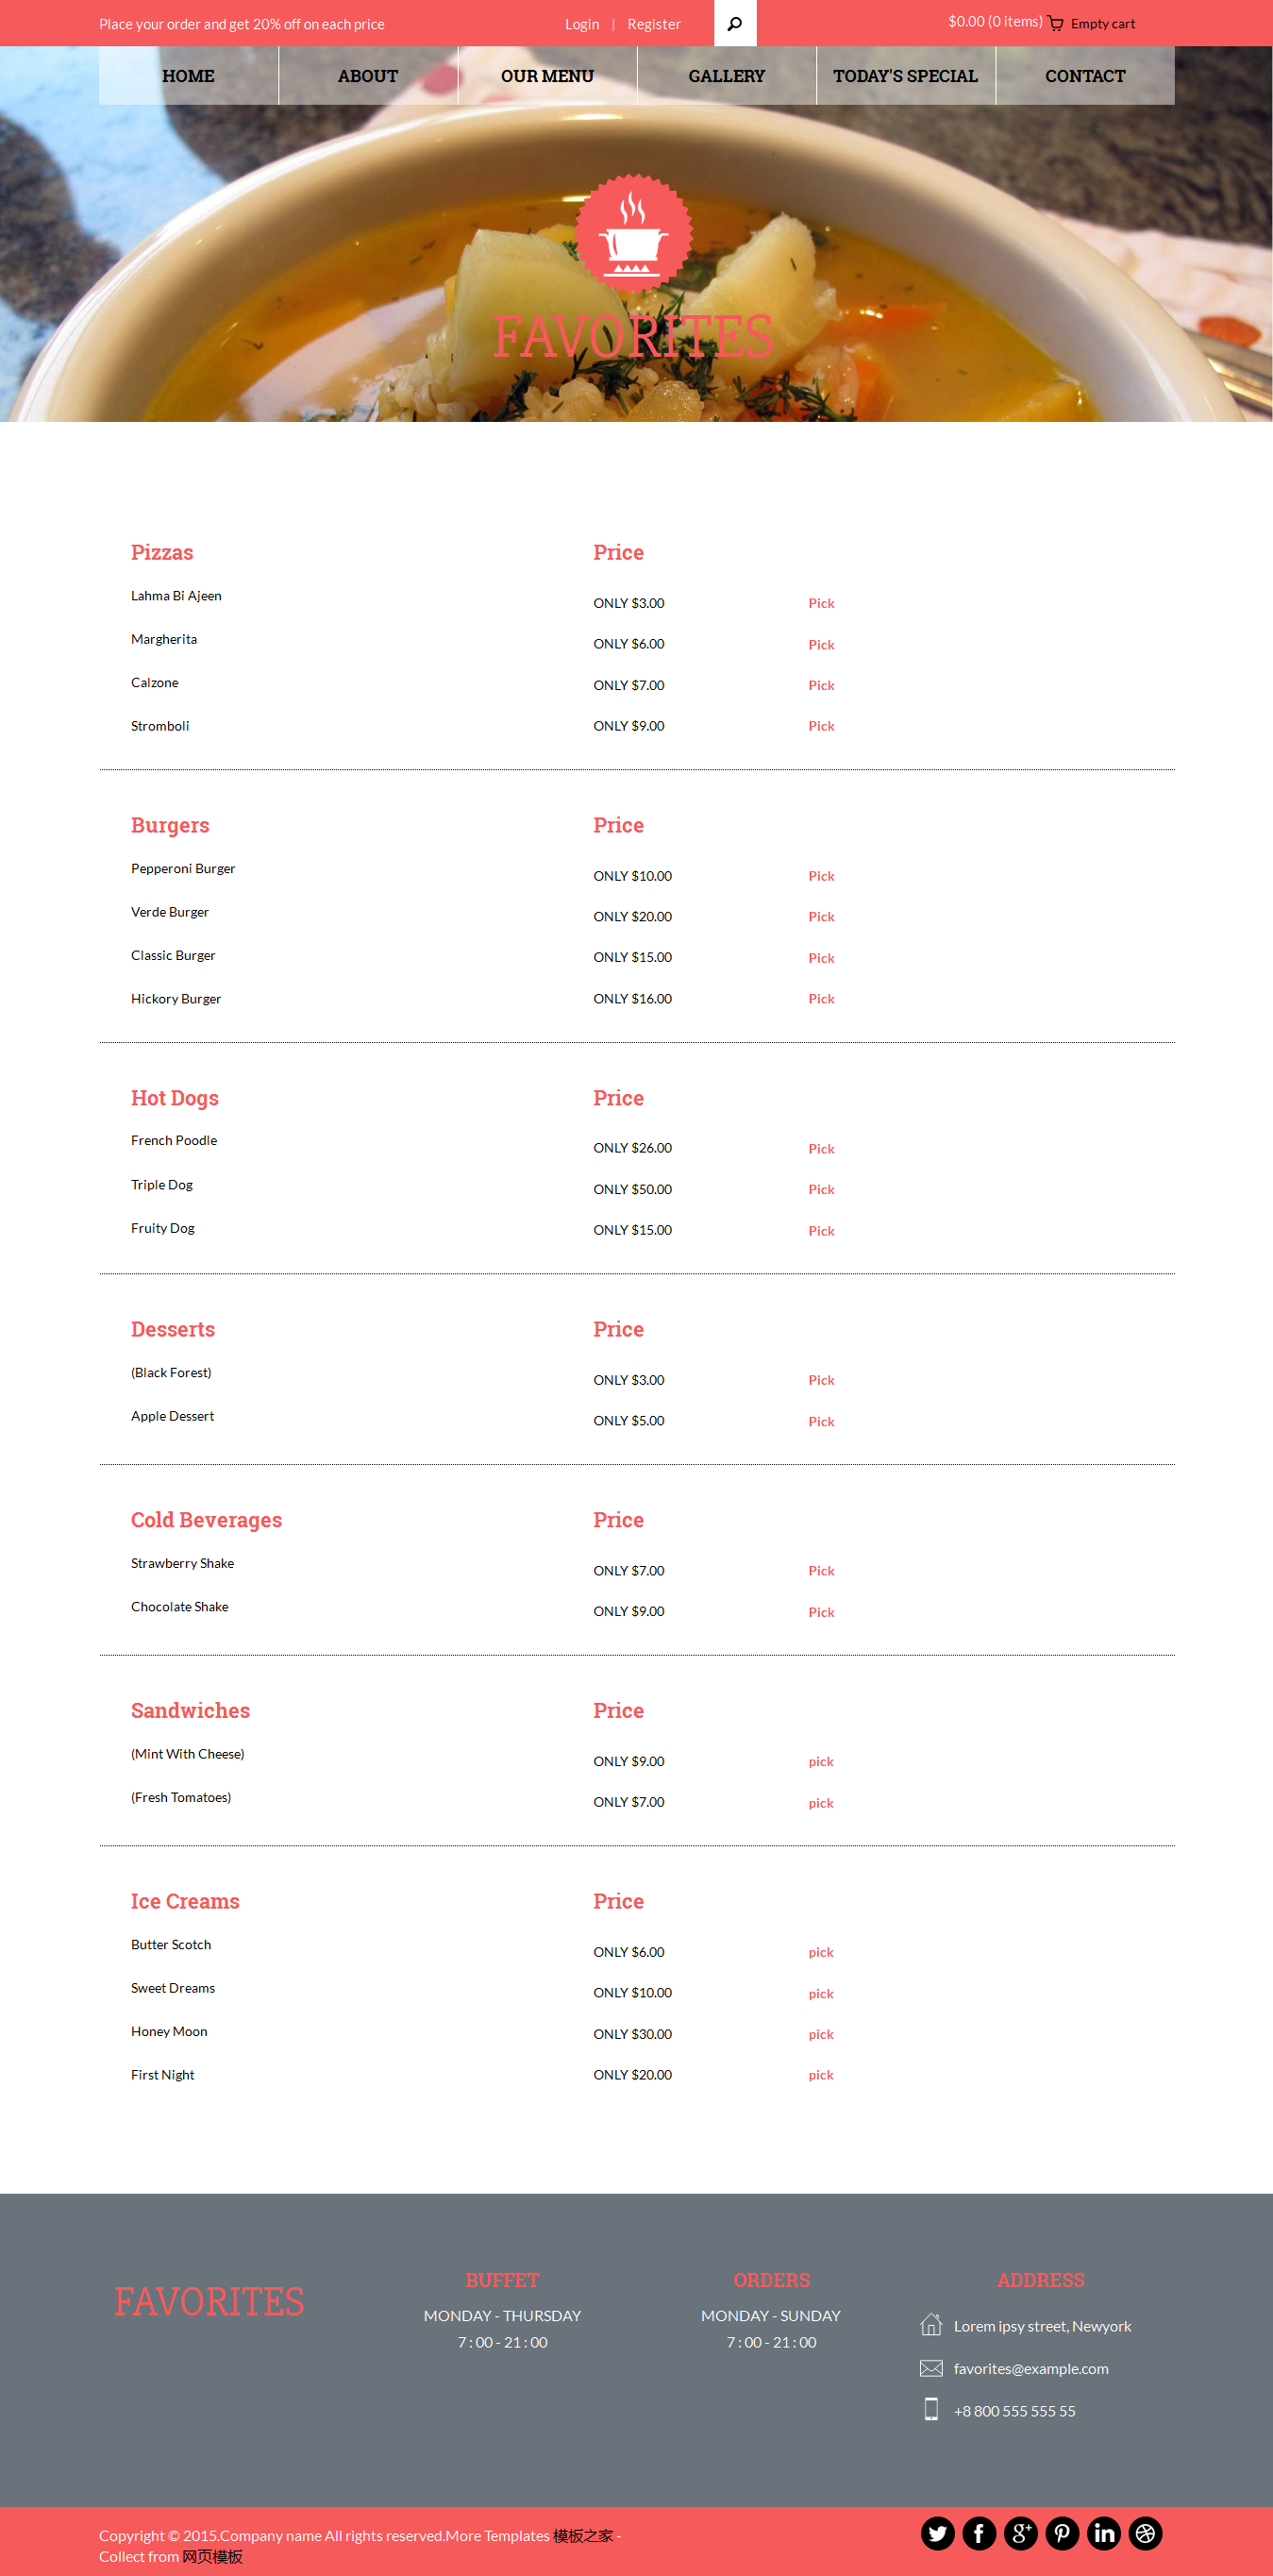 Place your order and get 20% off on each price
Login | Register
$0.00 (0 items) Empty cart
HOME ABOUT OUR MENU GALLERY TODAY'S SPECIAL CONTACT
FAVORITES
Pizzas Price
Lahma Bi Ajeen ONLY $3.00 Pick
Margherita ONLY $6.00 Pick
Calzone ONLY $7.00 Pick
Stromboli ONLY $9.00 Pick
Burgers Price
Pepperoni Burger ONLY $10.00 Pick
Verde Burger ONLY $20.00 Pick
Classic Burger ONLY $15.00 Pick
Hickory Burger ONLY $16.00 Pick
Hot Dogs Price
French Poodle ONLY $26.00 Pick
Triple Dog ONLY $50.00 Pick
Fruity Dog ONLY $15.00 Pick
Desserts Price
(Black Forest) ONLY $3.00 Pick
Apple Dessert ONLY $5.00 Pick
Cold Beverages Price
Strawberry Shake ONLY $7.00 Pick
Chocolate Shake ONLY $9.00 Pick
Sandwiches Price
(Mint With Cheese) ONLY $9.00 pick
(Fresh Tomatoes) ONLY $7.00 pick
Ice Creams Price
Butter Scotch ONLY $6.00 pick
Sweet Dreams ONLY $10.00 pick
Honey Moon ONLY $30.00 pick
First Night ONLY $20.00 pick
FAVORITES
BUFFET
MONDAY - THURSDAY
7 : 00 - 21 : 00
ORDERS
MONDAY - SUNDAY
7 : 00 - 21 : 00
ADDRESS
Lorem ipsy street, Newyork
favorites@example.com
+8 800 555 555 55
Copyright © 2015.Company name All rights reserved.More Templates 模板之家 -
Collect from 网页模板